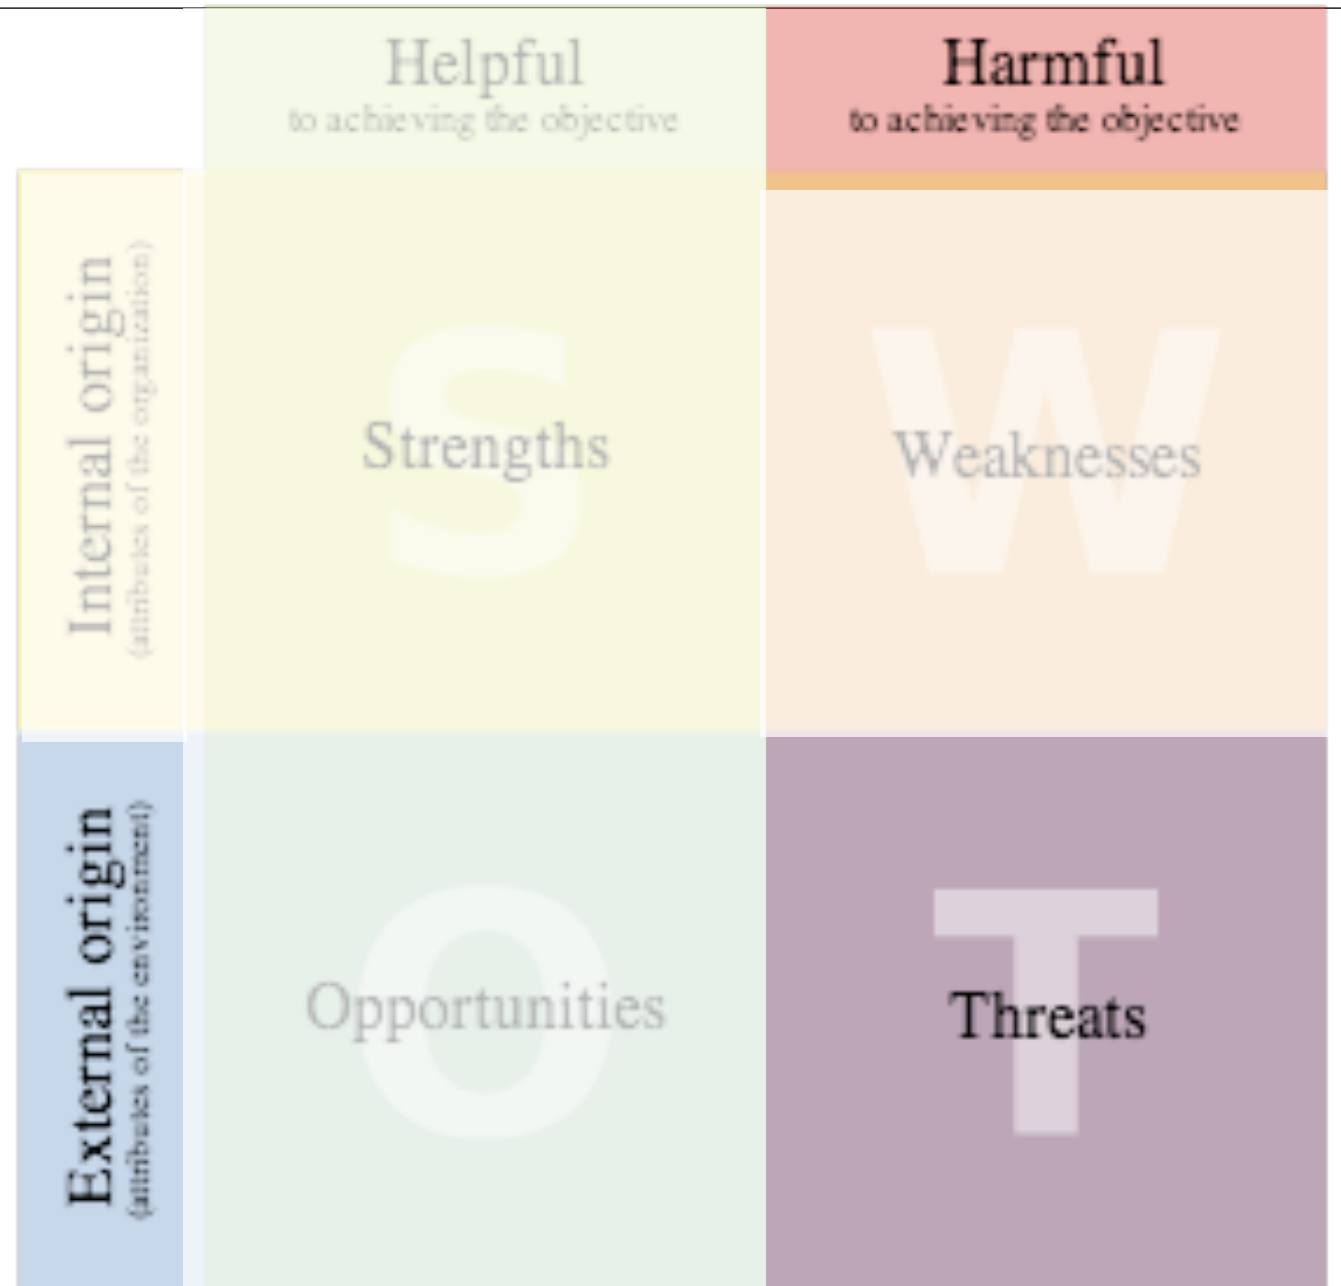 Helpful
to achieving the objective
Harmful
to achieving the objective
Internal origin
(attributes of the organization)
S
Strengths
W
Weaknesses
External origin
(attributes of the environment)
O
Opportunities
T
Threats